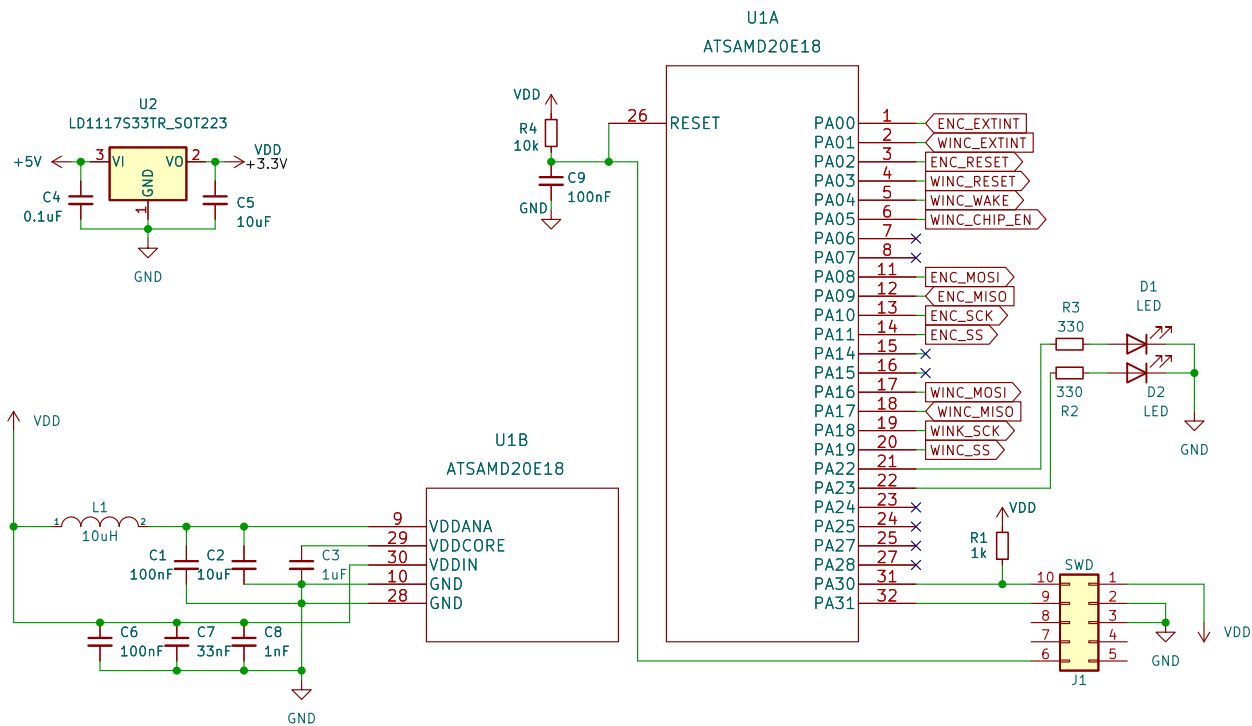 U1A
ATSAMD20E18
U2
LD1117S33TR_SOT223
+5V
3
VI
VO
2
VDD
+3.3V
GND
1
C4
0.1uF
C5
10uF
GND
VDD
R4
10k
C9
100nF
GND
26
RESET
PA00
1
ENC_EXTINT
PA01
2
WINC_EXTINT
PA02
3
ENC_RESET
PA03
4
WINC_RESET
PA04
5
WINC_WAKE
PA05
6
WINC_CHIP_EN
PA06
7
PA07
8
PA08
11
ENC_MOSI
PA09
12
ENC_MISO
PA10
13
ENC_SCK
PA11
14
ENC_SS
PA14
15
PA15
16
PA16
17
WINC_MOSI
PA17
18
WINC_MISO
PA18
19
WINK_SCK
PA19
20
WINC_SS
PA22
21
PA23
22
PA24
23
PA25
24
PA27
25
PA28
27
PA30
31
PA31
32
R3
330
D1
LED
330
R2
D2
LED
GND
VDD
R1
1k
SWD
10
9
8
7
6
1
2
3
4
5
J1
VDD
GND
VDD
L1
1
2
10uH
U1B
ATSAMD20E18
9
VDDANA
29
VDDCORE
30
VDDIN
10
GND
28
GND
C1
100nF
C2
10uF
C3
1uF
C6
100nF
C7
33nF
C8
1nF
GND